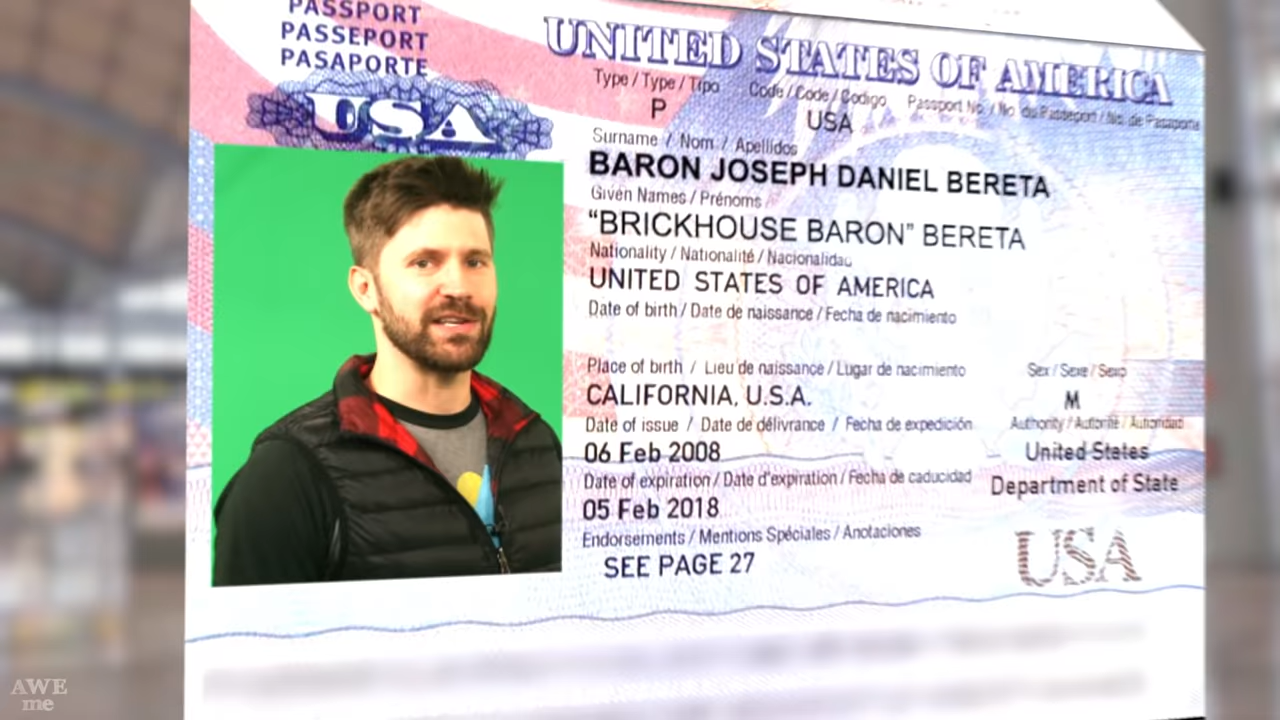 PASSPORT
PASSEPORT
PASAPORTE
USA
UNITED STATES OF AMERICA
Type / Type / Tipo
Code / Code / Codigo
Passport No. / No. du Passeport / No. de Pasaporte
P
USA
Surname / Nom / Apellidos
BARON JOSEPH DANIEL BERETA
Given Names / Prénoms
“BRICKHOUSE BARON” BERETA
Nationality / Nationalité / Nacionalidad
UNITED STATES OF AMERICA
Date of birth / Date de naissance / Fecha de nacimiento
Place of birth / Lieu de naissance / Lugar de nacimiento
Sex / Sexe / Sexo
CALIFORNIA, U.S.A.
M
Date of issue / Date de délivrance / Fecha de expedición
Authority / Autorité / Autoridad
06 Feb 2008
United States
Date of expiration / Date d'expiration / Fecha de caducidad
Department of State
05 Feb 2018
Endorsements / Mentions Spéciales / Anotaciones
SEE PAGE 27
USA
AWE
me